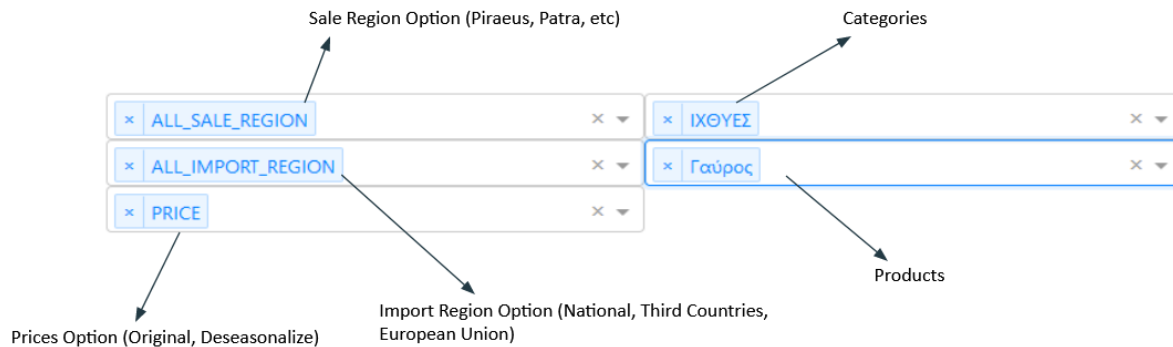 Sale Region Option (Piraeus, Patra, etc)
Categories
× ALL_SALE_REGION ×
× ΙΧΘΥΕΣ ×
× ALL_IMPORT_REGION ×
× Γαύρος ×
× PRICE ×
Products
Import Region Option (National, Third Countries,
European Union)
Prices Option (Original, Deseasonalize)